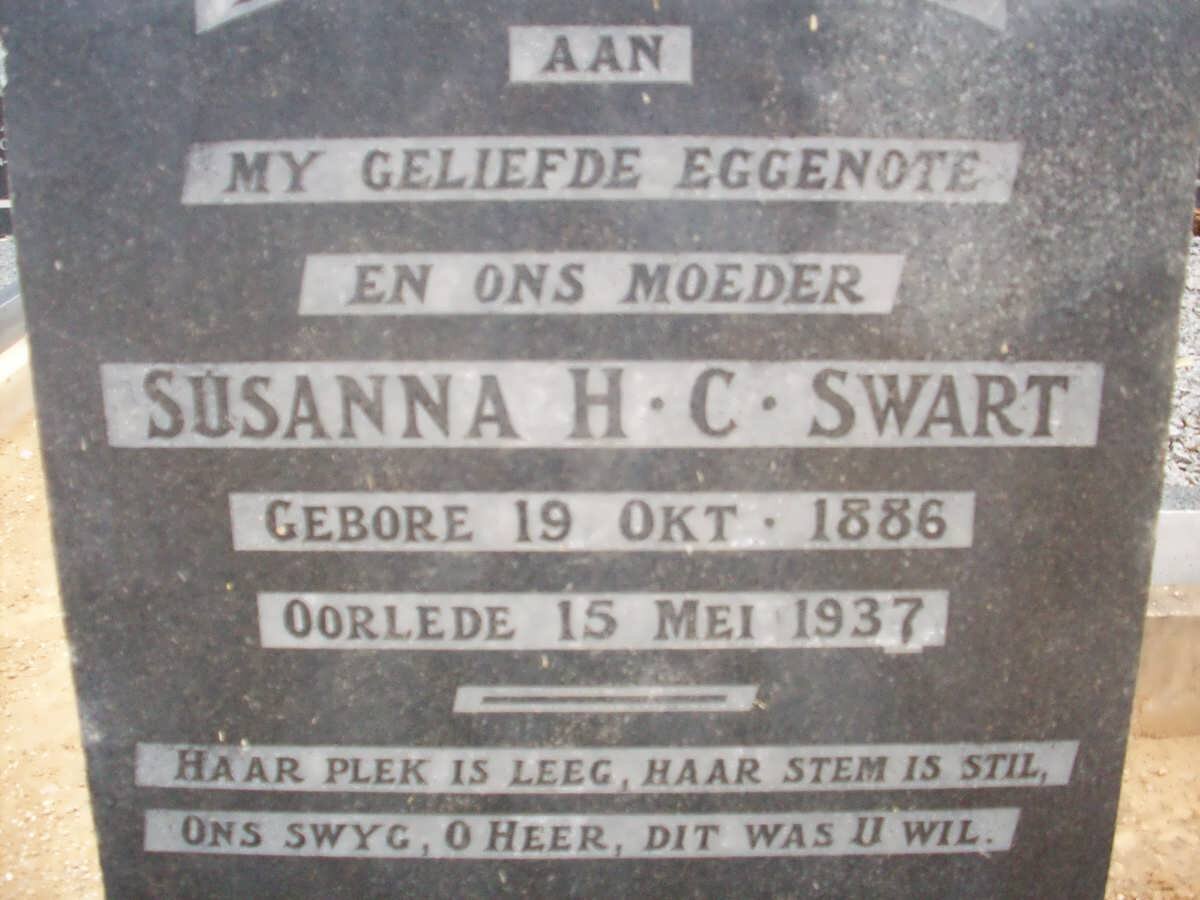 AAN
MY GELIEFDE EGGENOTE
EN ONS MOEDER
SUSANNA H · C · SWART
GEBORE 19 OKT · 1886
OORLEDE 15 MEI 1937
HAAR PLEK IS LEEG, HAAR STEM IS STIL,
ONS SWYG, O HEER, DIT WAS U WIL.